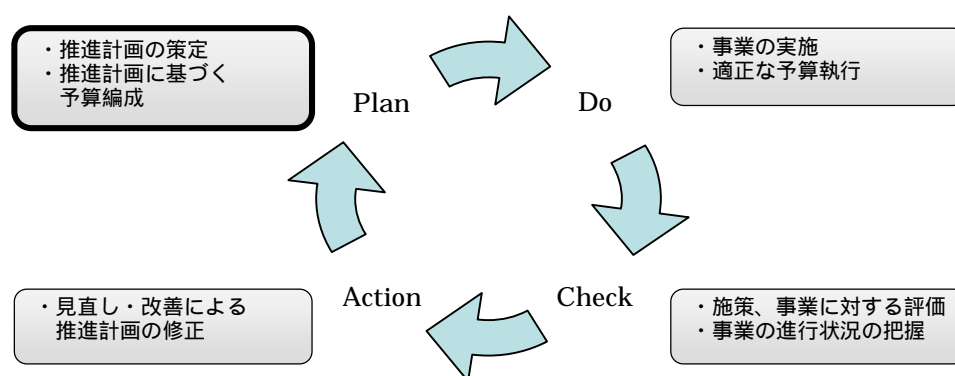 ・推進計画の策定
・推進計画に基づく
予算編成
Plan
Do
・事業の実施
・適正な予算執行
・見直し・改善による
推進計画の修正
Action
Check
・施策、事業に対する評価
・事業の進行状況の把握